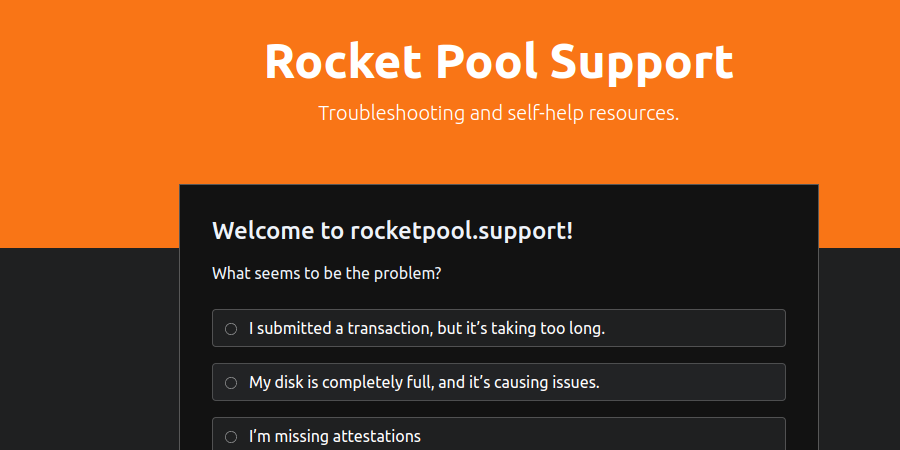 Rocket Pool Support
Troubleshooting and self-help resources.
Welcome to rocketpool.support!
What seems to be the problem?
I submitted a transaction, but it’s taking too long.
My disk is completely full, and it’s causing issues.
I’m missing attestations